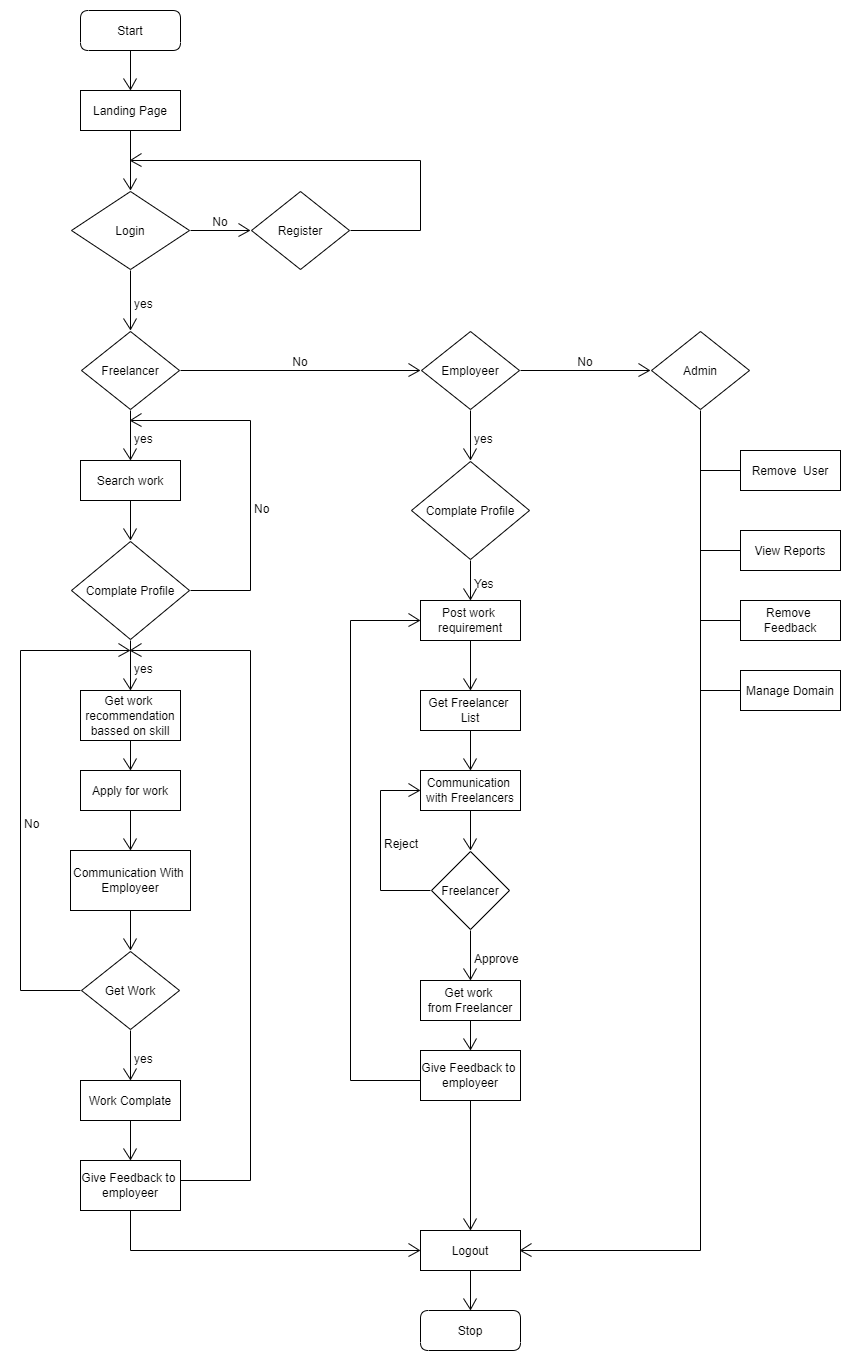 Start
Landing Page
Login
No
Register
yes
Freelancer
No
Employeer
No
Admin
yes
Search work
No
Complate Profile
yes
Get work
recommendation
bassed on skill
Apply for work
No
Communication With
Employeer
Get Work
yes
Work Complate
Give Feedback to
employeer
yes
Complate Profile
Yes
Post work
requirement
Get Freelancer
List
Communication
with Freelancers
Reject
Freelancer
Approve
Get work
from Freelancer
Give Feedback to
employeer
Remove User
View Reports
Remove
Feedback
Manage Domain
Logout
Stop